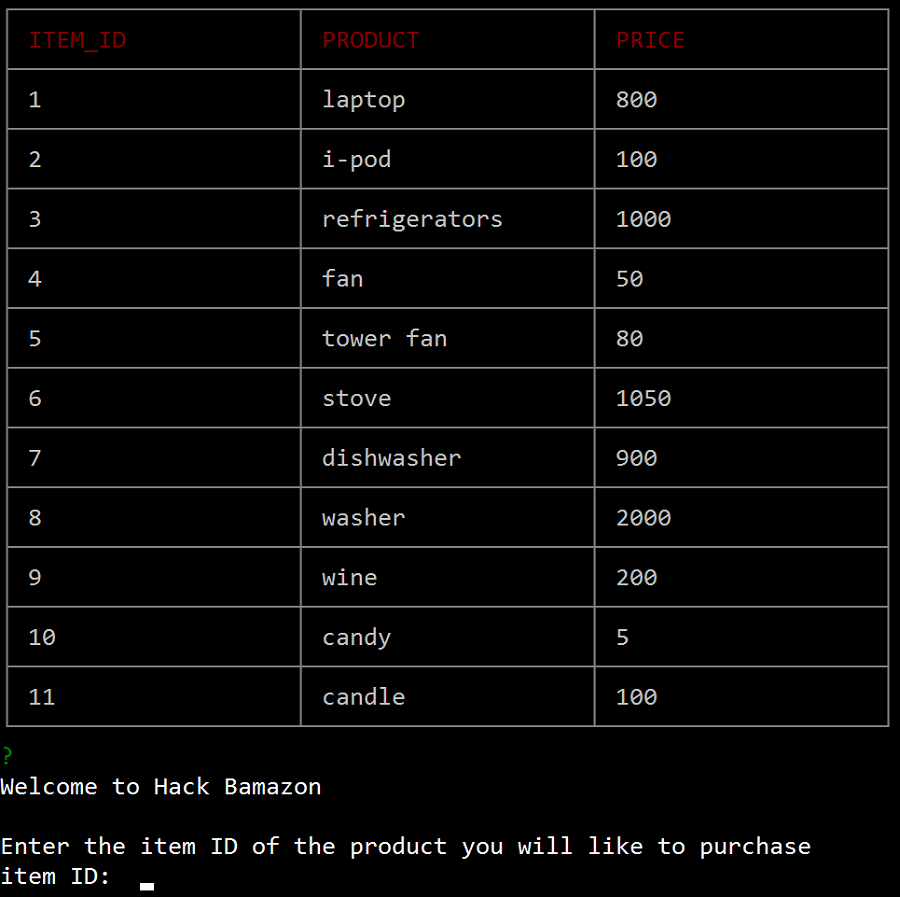 ITEM_ID PRODUCT PRICE
1 laptop 800
2 i-pod 100
3 refrigerators 1000
4 fan 50
5 tower fan 80
6 stove 1050
7 dishwasher 900
8 washer 2000
9 wine 200
10 candy 5
11 candle 100
?
Welcome to Hack Bamazon
Enter the item ID of the product you will like to purchase
item ID: